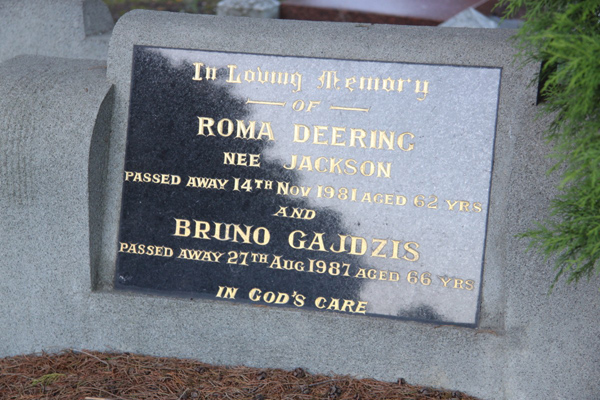 In Loving Memory
OF
ROMA DEERING
NEE JACKSON
PASSED AWAY 14TH NOV 1981 AGED 62 YRS
AND
BRUNO GAJDZIS
PASSED AWAY 27TH AUG 1987 AGED 66 YRS
IN GOD'S CARE